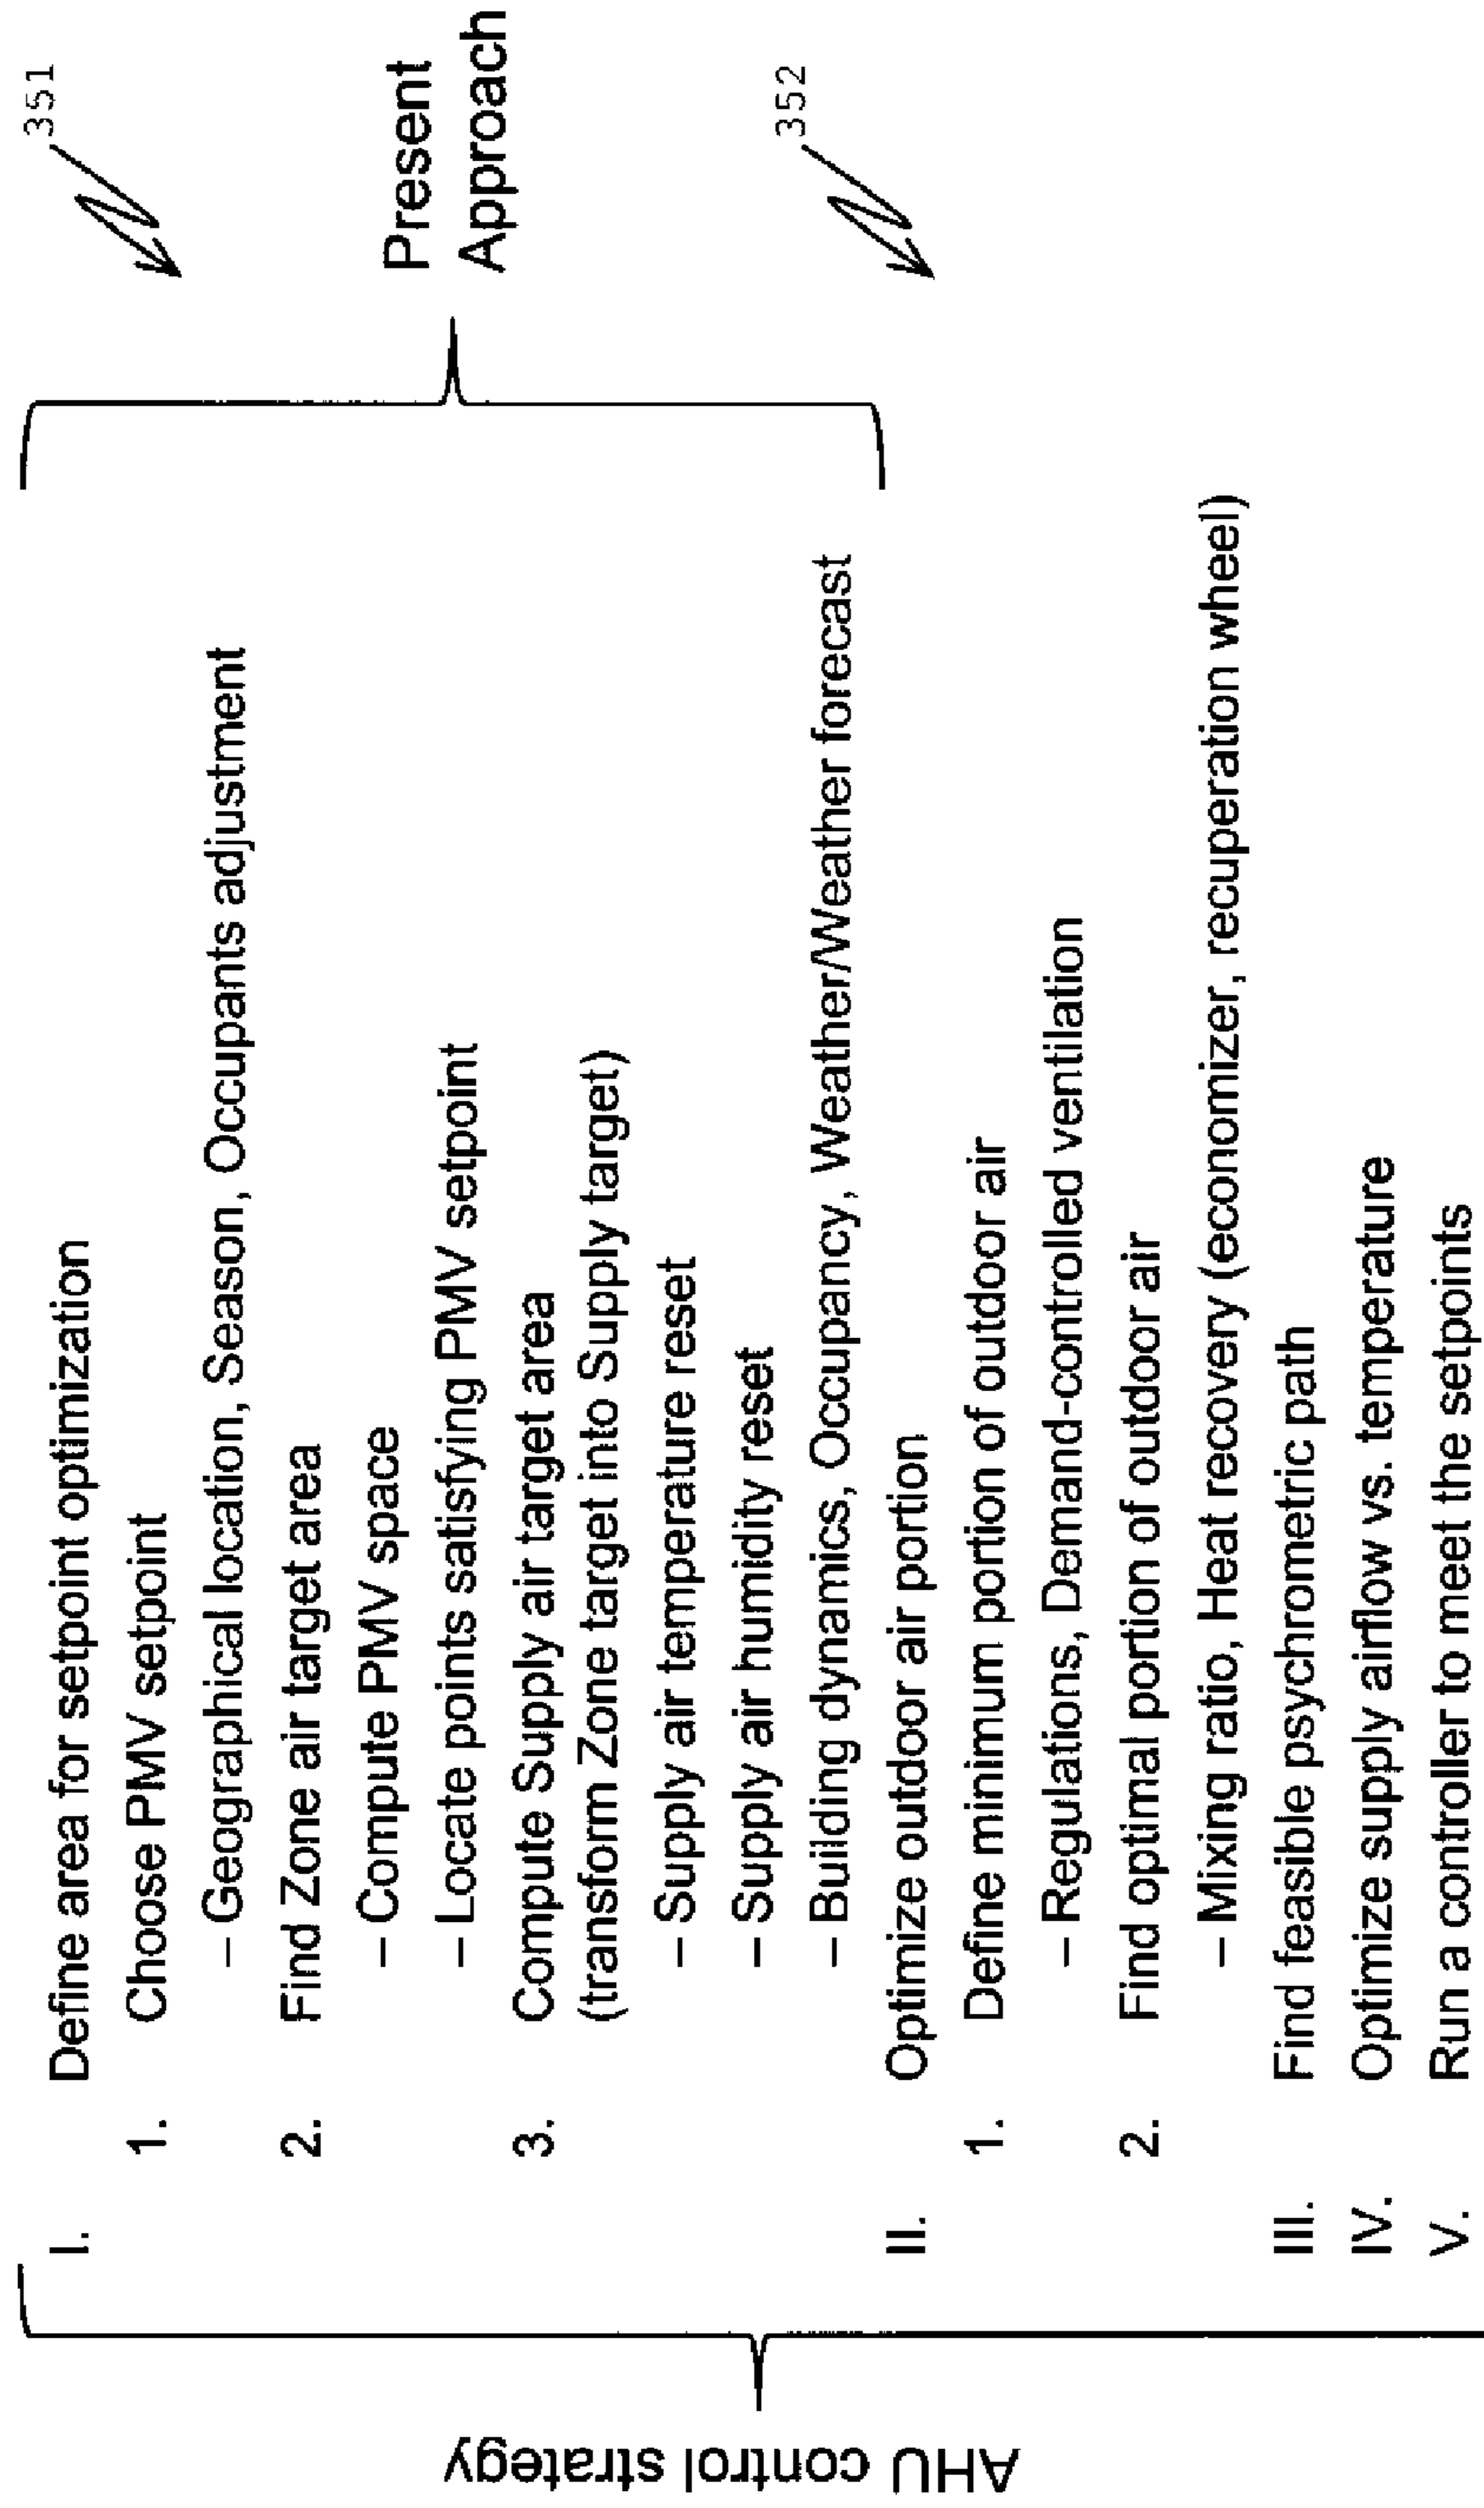 AHU control strategy
I. Define area for setpoint optimization
1. Choose PMV setpoint
– Geographical location, Season, Occupants adjustment
2. Find Zone air target area
– Compute PMV space
– Locate points satisfying PMV setpoint
3. Compute Supply air target area
(transform Zone target into Supply target)
– Supply air temperature reset
– Supply air humidity reset
– Building dynamics, Occupancy, Weather/Weather forecast
II. Optimize outdoor air portion
1. Define minimum portion of outdoor air
– Regulations, Demand-controlled ventilation
2. Find optimal portion of outdoor air
– Mixing ratio, Heat recovery (economizer, recuperation wheel)
III. Find feasible psychrometric path
IV. Optimize supply airflow vs. temperature
V. Run a controller to meet the setpoints
351
Present
Approach
352